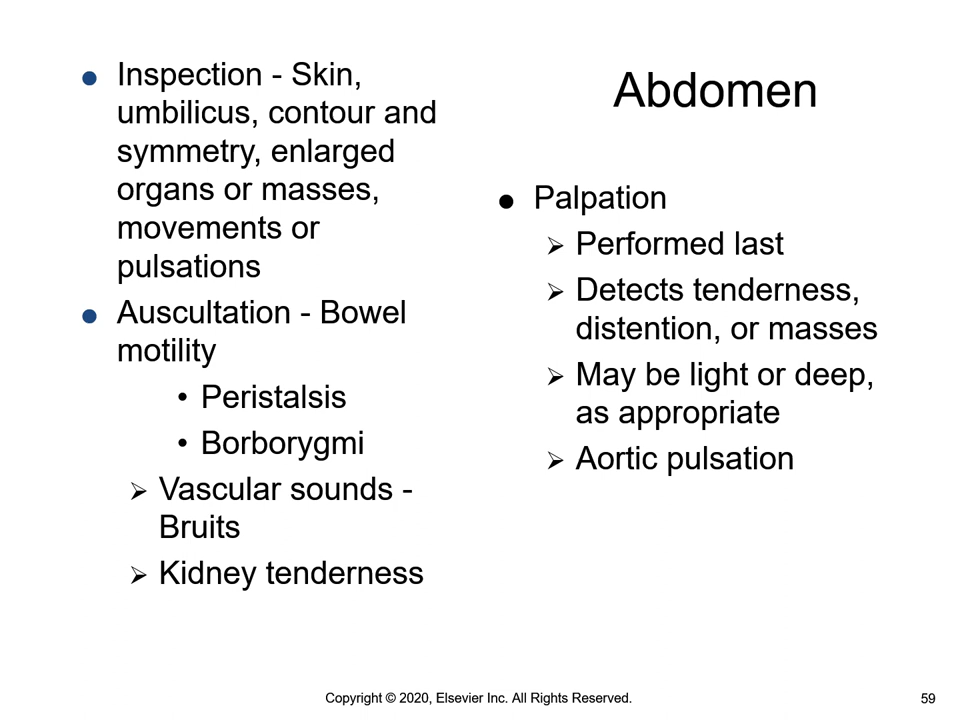 Abdomen
● Inspection - Skin,
umbilicus, contour and
symmetry, enlarged
organs or masses,
movements or
pulsations
● Auscultation - Bowel
motility
• Peristalsis
• Borborygmi
➢ Vascular sounds -
Bruits
➢ Kidney tenderness
● Palpation
➢ Performed last
➢ Detects tenderness,
distention, or masses
➢ May be light or deep,
as appropriate
➢ Aortic pulsation
Copyright © 2020, Elsevier Inc. All Rights Reserved.
59